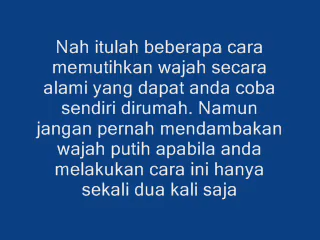 Nah itulah beberapa cara
memutihkan wajah secara
alami yang dapat anda coba
sendiri dirumah. Namun
jangan pernah mendambakan
wajah putih apabila anda
melakukan cara ini hanya
sekali dua kali saja